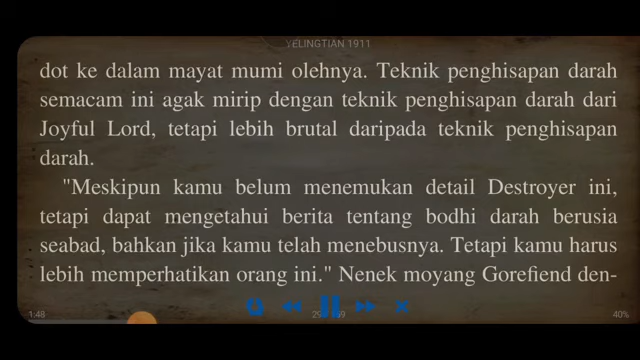 YELINGTIAN 1911
dot ke dalam mayat mumi olehnya. Teknik penghisapan darah
semacam ini agak mirip dengan teknik penghisapan darah dari
Joyful Lord, tetapi lebih brutal daripada teknik penghisapan
darah.
"Meskipun kamu belum menemukan detail Destroyer ini,
tetapi dapat mengetahui berita tentang bodhi darah berusia
seabad, bahkan jika kamu telah menebusnya. Tetapi kamu harus
lebih memperhatikan orang ini." Nenek moyang Gorefiend den-
1:48
40%